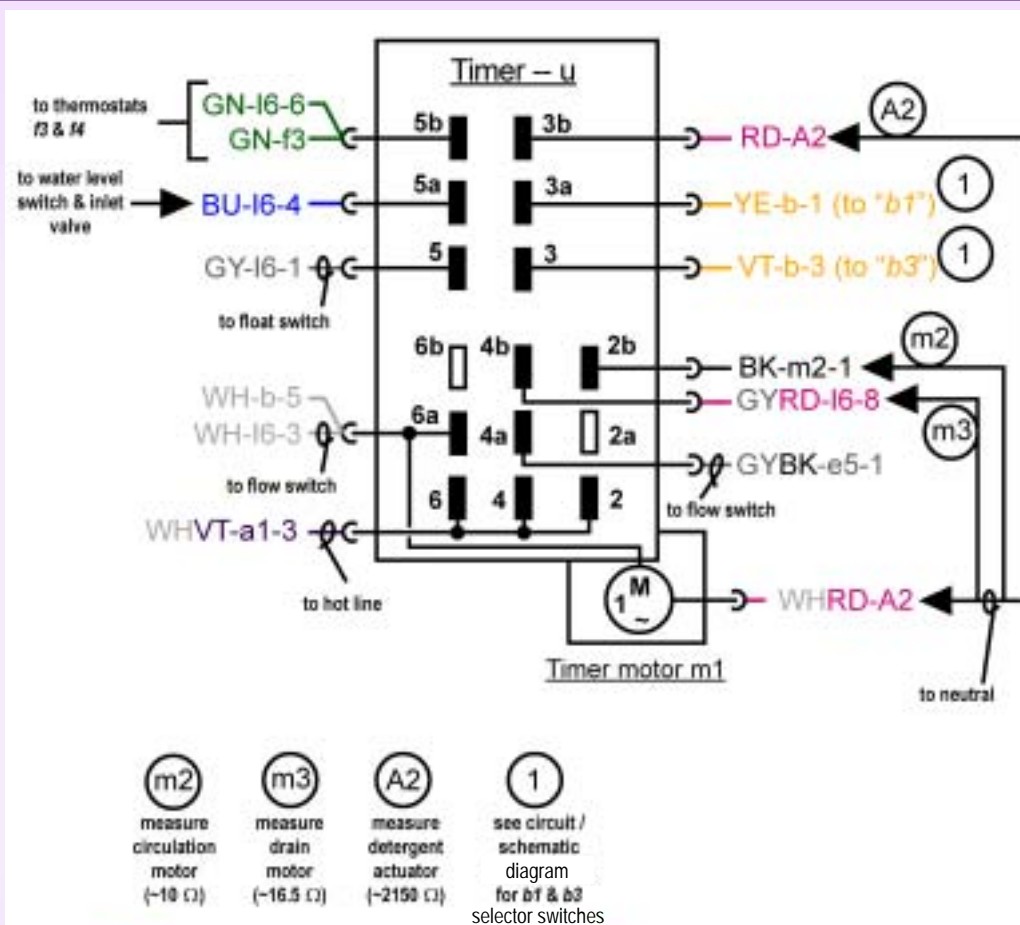 Timer – u
to thermostats
f3 & f4
GN-I6-6
GN-f3
5b
3b
RD-A2
A2
to water level
switch & inlet
valve
BU-I6-4
5a
3a
YE-b-1 (to "b1")
1
GY-I6-1
5
3
VT-b-3 (to "b3")
1
to float switch
6b
4b
2b
BK-m2-1
m2
WH-b-5
GYRD-I6-8
m3
WH-I6-3
6a
4a
2a
GYBK-e5-1
to flow switch
6
4
2
to flow switch
WHVT-a1-3
to hot line
M
1
~
WHRD-A2
Timer motor m1
to neutral
m2
measure
circulation
motor
(~10 Ω)
m3
measure
drain
motor
(~16.5 Ω)
A2
measure
detergent
actuator
(~2150 Ω)
1
see circuit /
schematic
diagram
for b1 & b3
selector switches